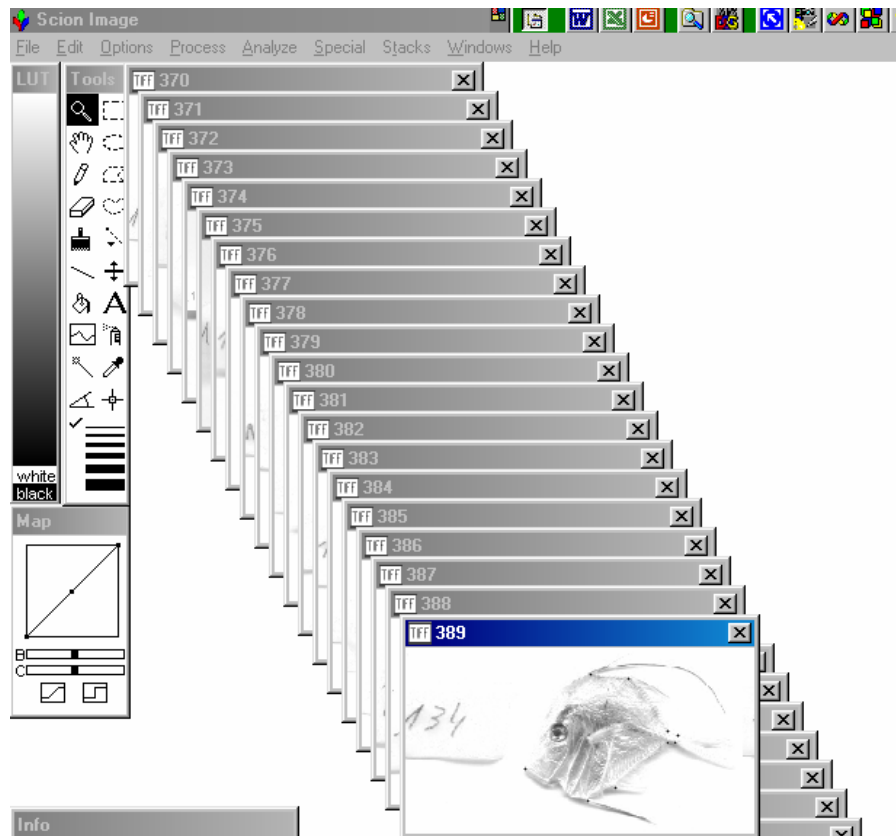 Scion Image
File Edit Options Process Analyze Special Stacks Windows Help
LUT
Tools
TIFF 370
TIFF 371
TIFF 372
TIFF 373
TIFF 374
TIFF 375
TIFF 376
TIFF 377
TIFF 378
TIFF 379
TIFF 380
TIFF 381
TIFF 382
TIFF 383
TIFF 384
TIFF 385
TIFF 386
TIFF 387
TIFF 388
TIFF 389
A
white
black
Map
B
C
134
Info